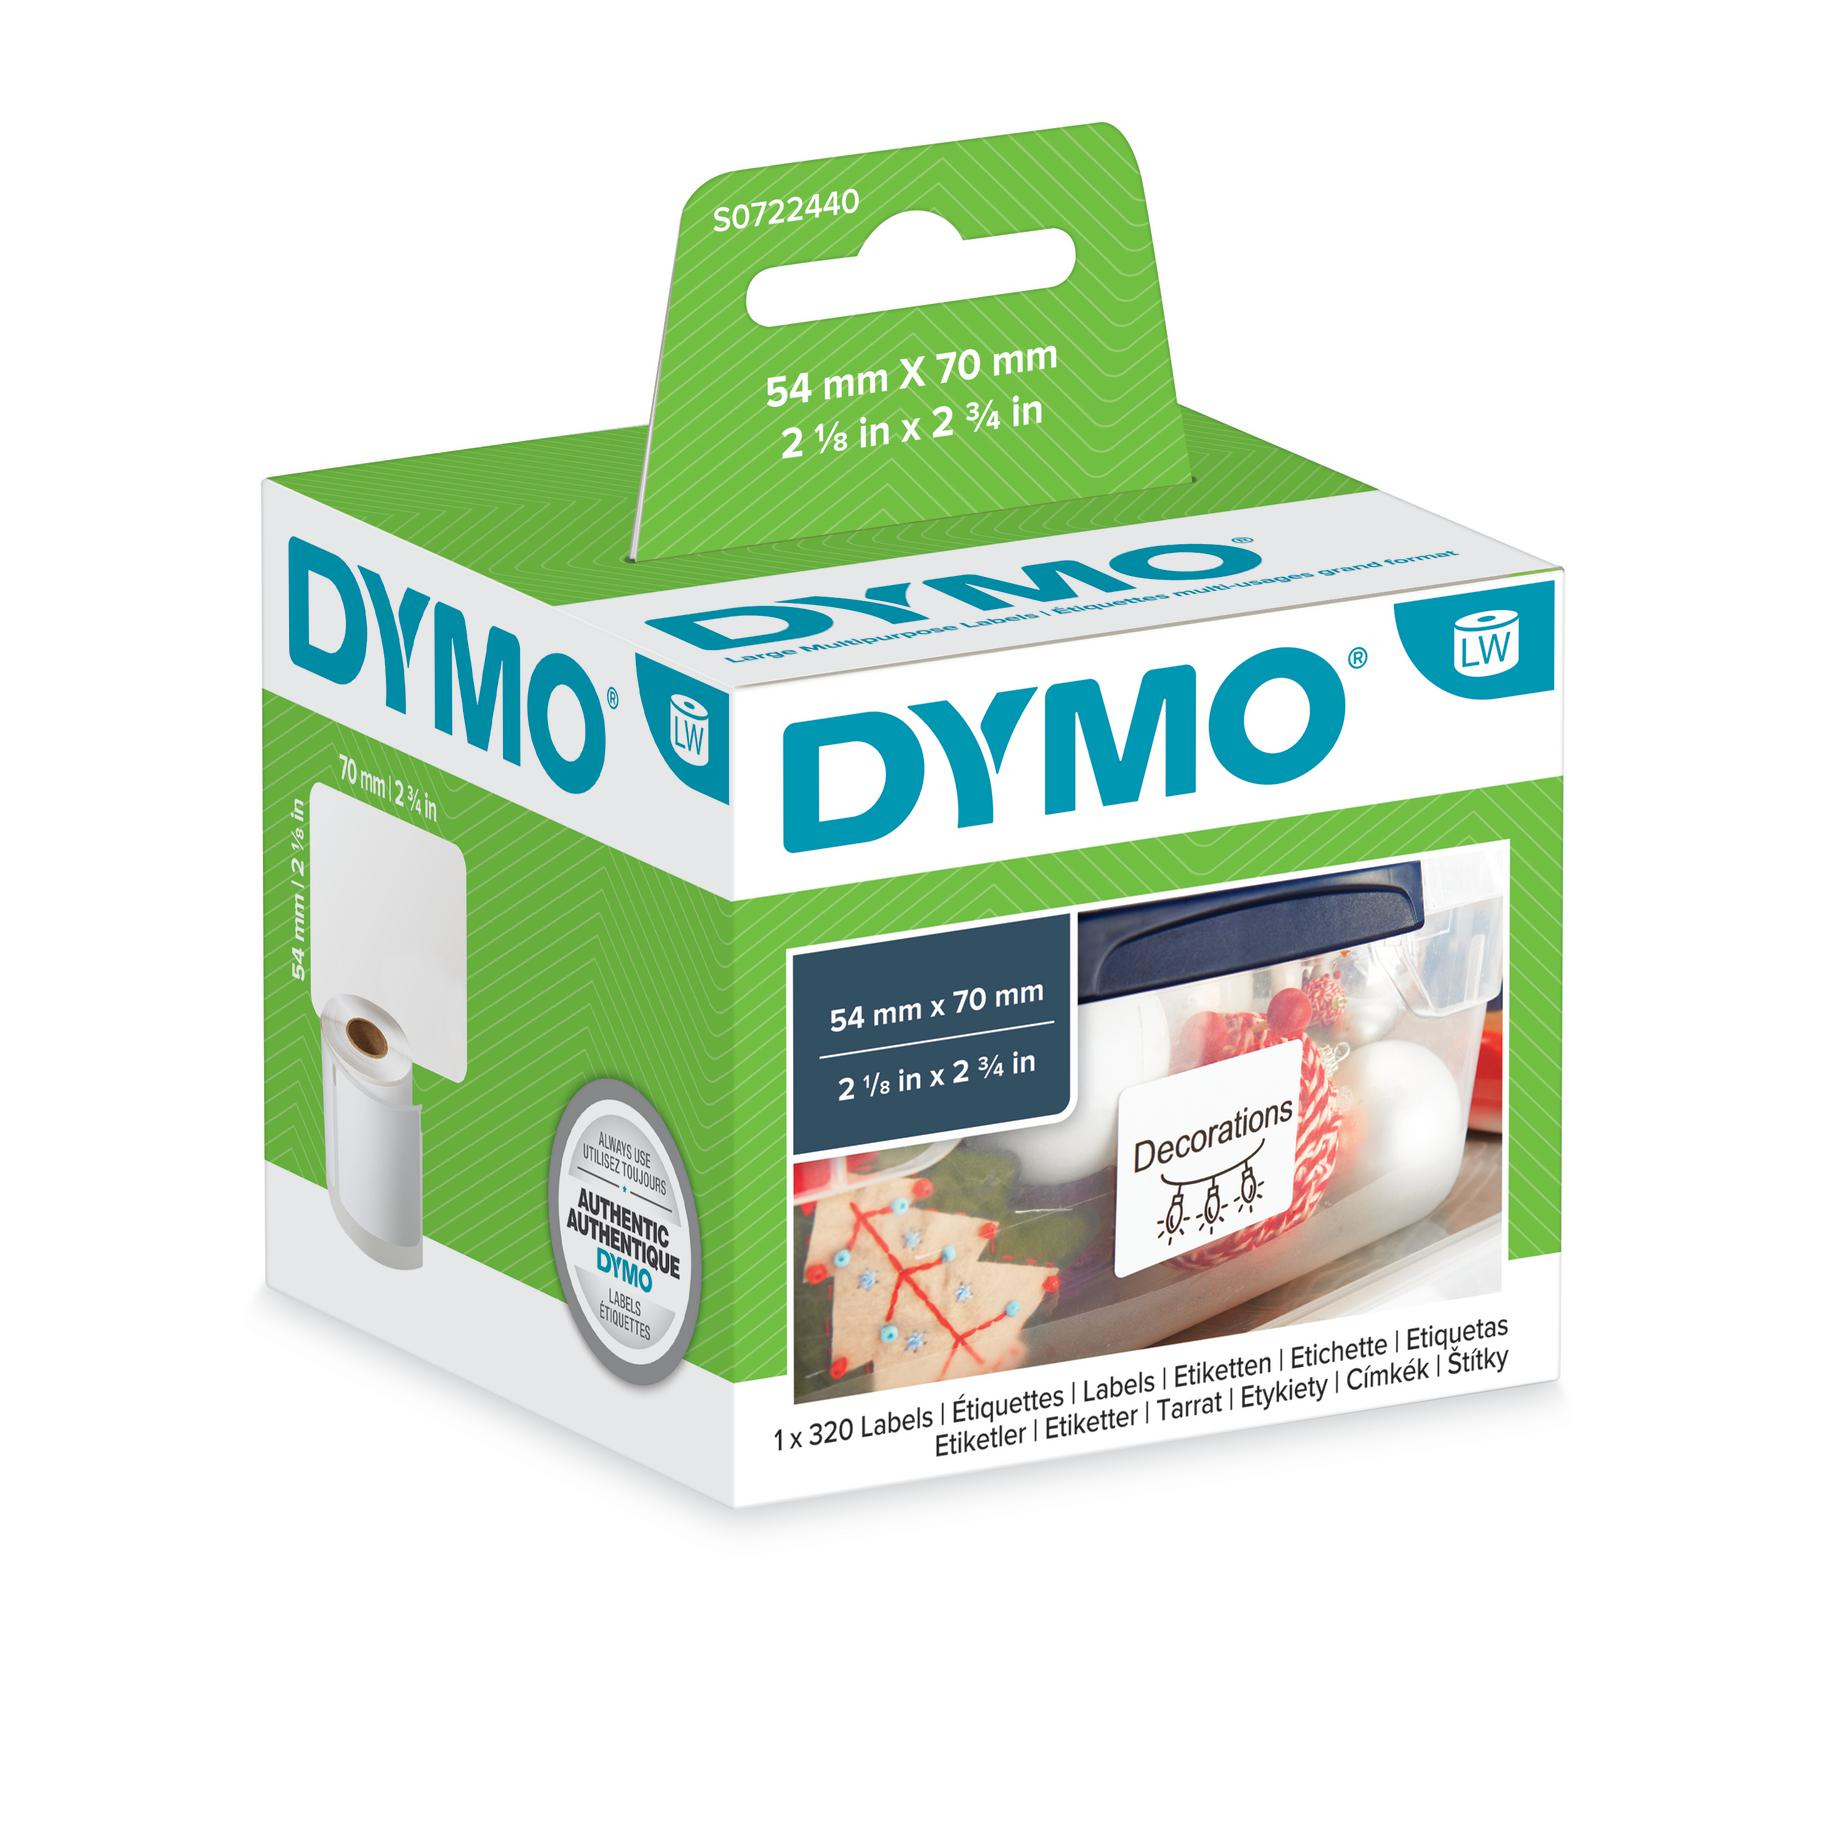 S0722440
54 mm X 70 mm
2 ⅛ in x 2 ¾ in
DYMO®
Large Multipurpose Labels | Étiquettes multi-usages grand format
DYMO®
LW
70 mm | 2 ¾ in
54 mm | 2 ⅛ in
ALWAYS USE
UTILISEZ TOUJOURS
AUTHENTIC
AUTHENTIQUE
DYMO
LABELS
ÉTIQUETTES
DYMO®
LW
54 mm x 70 mm
2 ⅛ in x 2 ¾ in
Decorations
1 x 320 Labels | Étiquettes | Labels | Etiketten | Etichette | Etiquetas
Etiketler | Etiketter | Tarrat | Etykiety | Címkék | Štítky